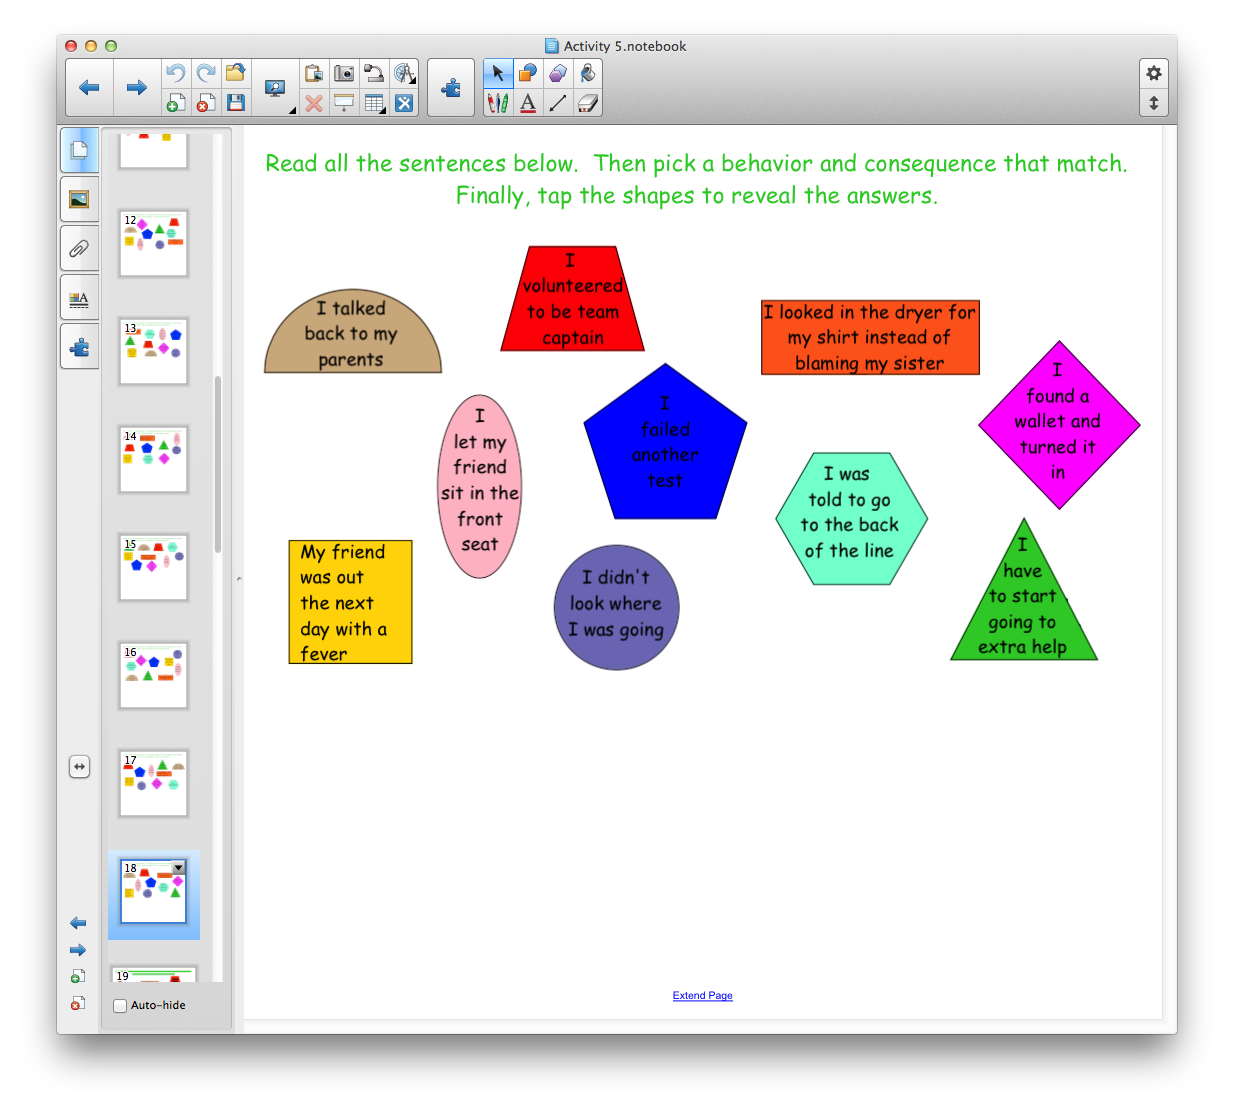 Activity 5.notebook
12
13
14
15
16
17
18
19
Auto-hide
Read all the sentences below. Then pick a behavior and consequence that match.
Finally, tap the shapes to reveal the answers.
I talked
back to my
parents
I
volunteered
to be team
captain
I looked in the dryer for
my shirt instead of
blaming my sister
I
found a
wallet and
turned it
in
I
let my
friend
sit in the
front
seat
I
failed
another
test
I was
told to go
to the back
of the line
My friend
was out
the next
day with a
fever
I didn't
look where
I was going
I
have
to start
going to
extra help
Extend Page